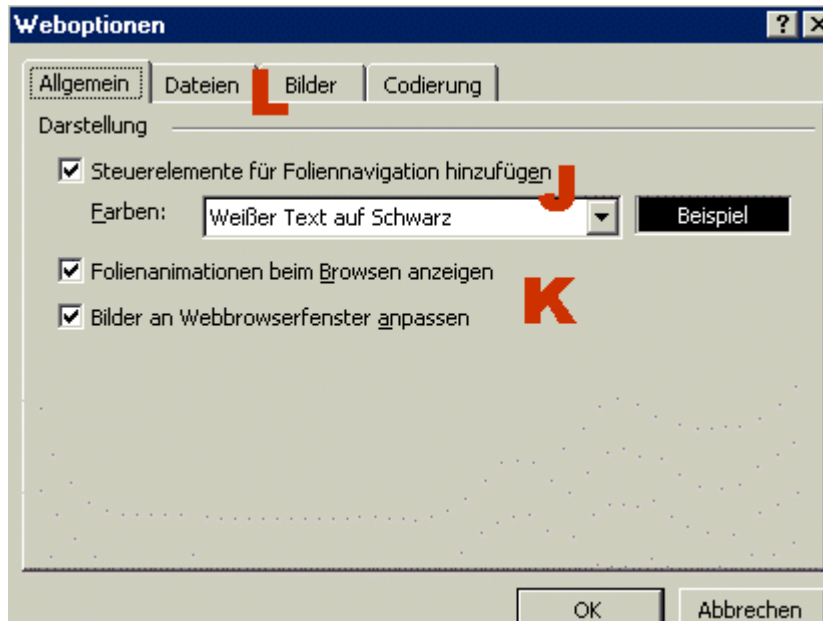 Weboptionen
Allgemein Dateien L Bilder Codierung
Darstellung
Steuerelemente für Foliennavigation hinzufügen
J
Farben: Weißer Text auf Schwarz Beispiel
Folienanimationen beim Browsen anzeigen
K
Bilder an Webbrowserfenster anpassen
OK Abbrechen